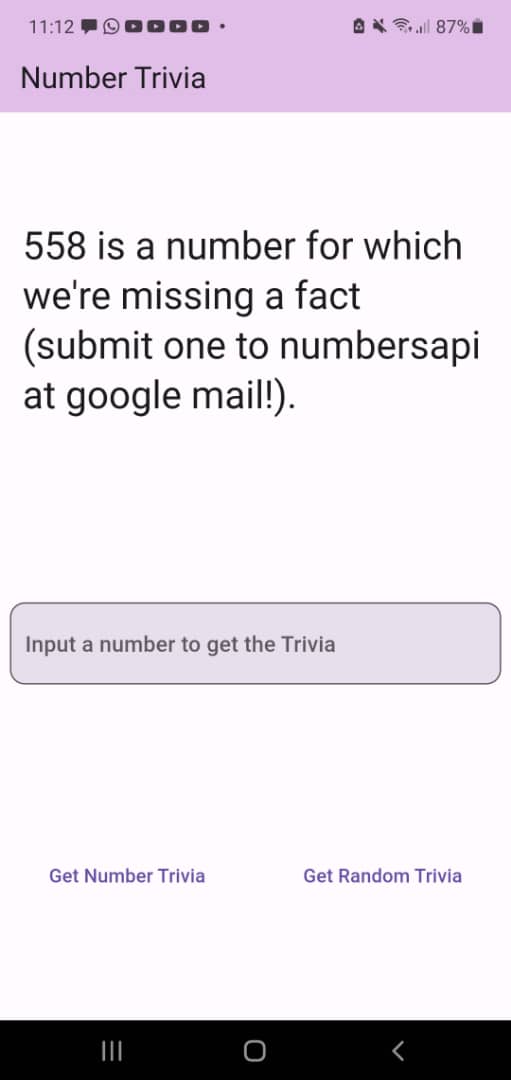 11:12
87%
Number Trivia
558 is a number for which
we're missing a fact
(submit one to numbersapi
at google mail!).
Input a number to get the Trivia
Get Number Trivia
Get Random Trivia